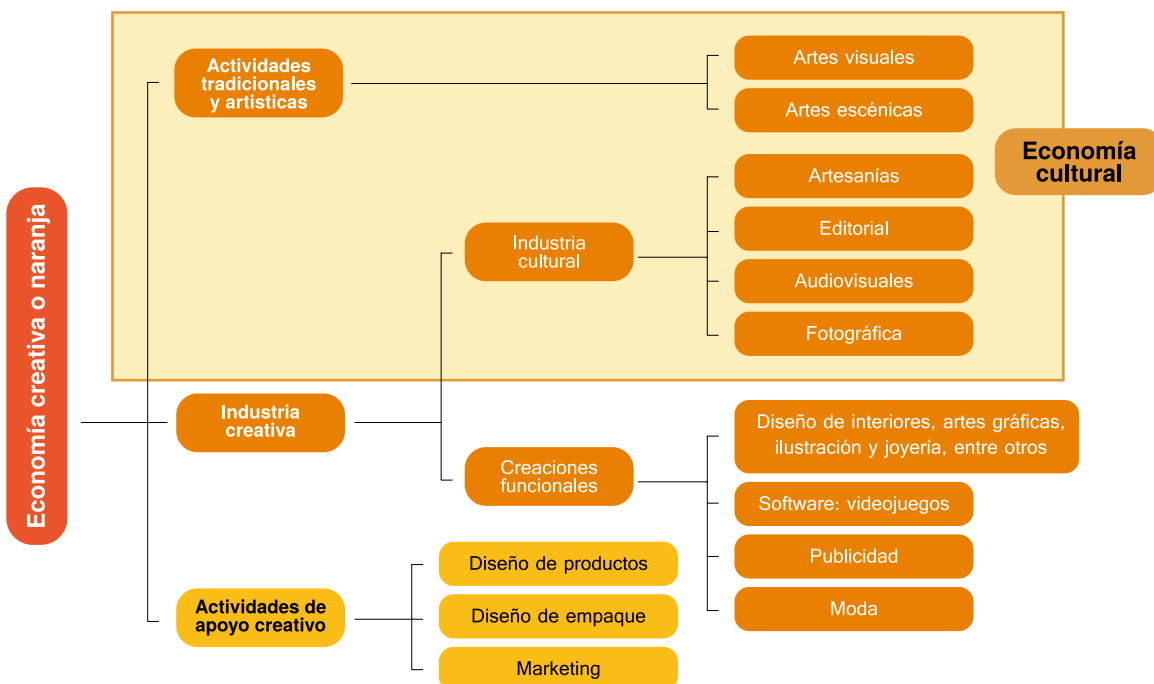 Economía creativa o naranja
Actividades
tradicionales
y artisticas
Artes visuales
Artes escénicas
Economía
cultural
Industria
creativa
Industria
cultural
Artesanías
Editorial
Audiovisuales
Fotográfica
Creaciones
funcionales
Diseño de interiores, artes gráficas,
ilustración y joyería, entre otros
Software: videojuegos
Publicidad
Moda
Actividades de
apoyo creativo
Diseño de productos
Diseño de empaque
Marketing